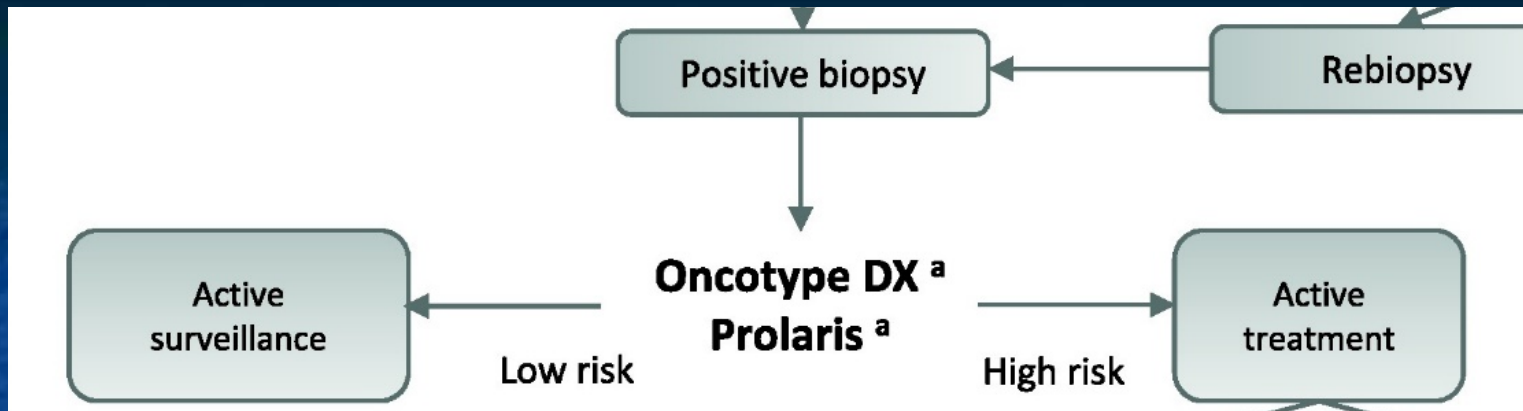 Positive biopsy
Rebiopsy
Active
surveillance
Low risk
Oncotype DX ᵃ
Prolaris ᵃ
High risk
Active
treatment